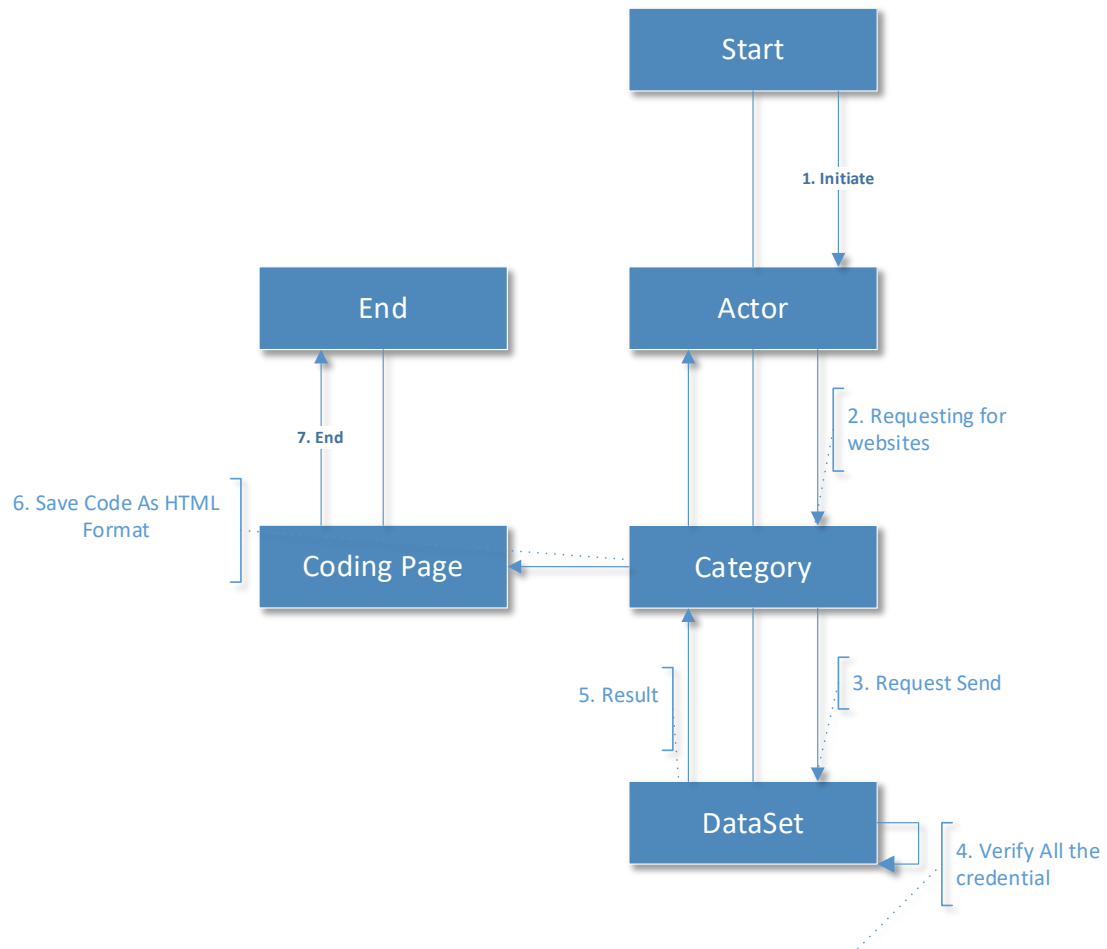 Start
1. Initiate
End
Actor
2. Requesting for
websites
7. End
6. Save Code As HTML
Format
Coding Page
Category
5. Result
3. Request Send
DataSet
4. Verify All the
credential